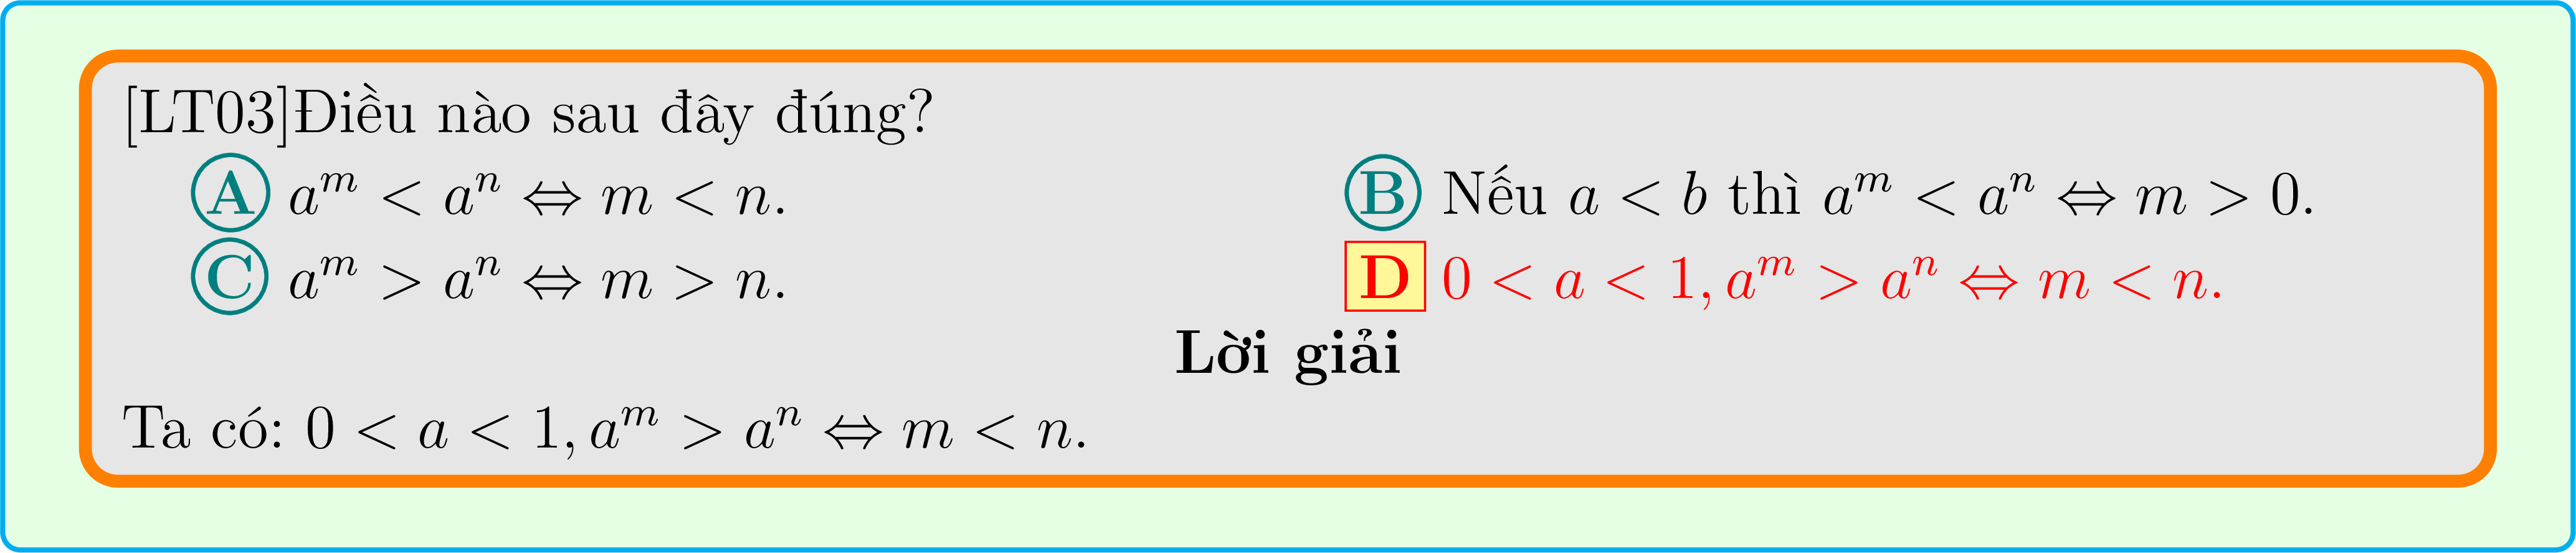 [LT03]Điều nào sau đây đúng?
A $a^m < a^n \Leftrightarrow m < n$. B Nếu $a < b$ thì $a^m < a^n \Leftrightarrow m > 0$.
C $a^m > a^n \Leftrightarrow m > n$. D $0 < a < 1, a^m > a^n \Leftrightarrow m < n$.
Lời giải
Ta có: $0 < a < 1, a^m > a^n \Leftrightarrow m < n$.